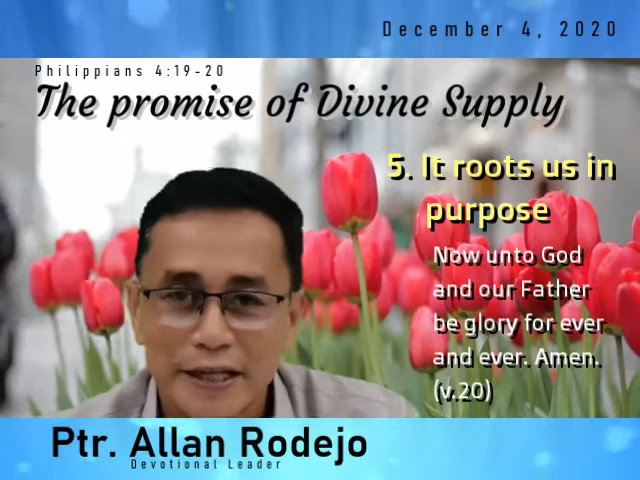 December 4, 2020
Philippians 4:19-20
The promise of Divine Supply
5. It roots us in
purpose
Now unto God
and our Father
be glory for ever
and ever. Amen.
(v.20)
Ptr. Allan Rodejo
Devotional Leader